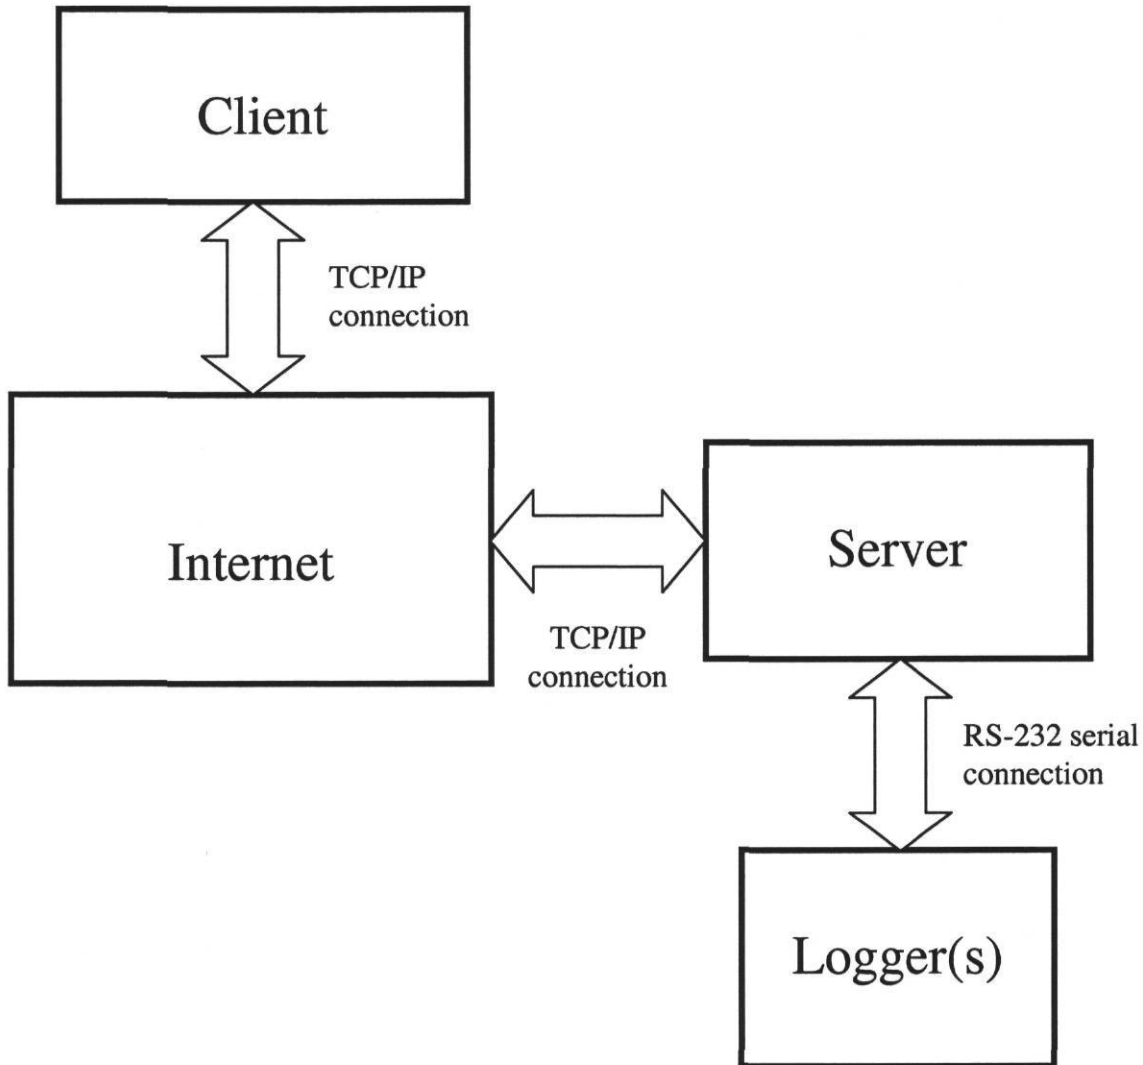 Client
TCP/IP
connection
Internet
Server
TCP/IP
connection
RS-232 serial
connection
Logger(s)